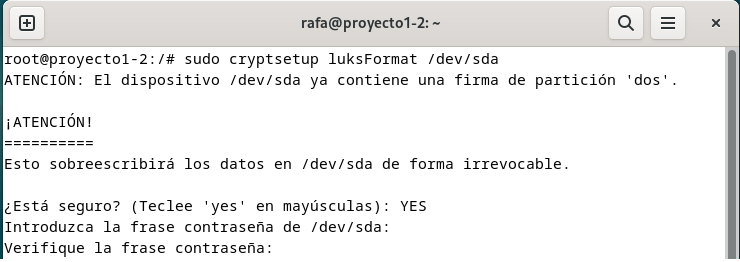 rafa@proyecto1-2: ~
root@proyecto1-2:/# sudo cryptsetup luksFormat /dev/sda
ATENCIÓN: El dispositivo /dev/sda ya contiene una firma de partición 'dos'.
¡ATENCIÓN!
==========
Esto sobreescribirá los datos en /dev/sda de forma irrevocable.
¿Está seguro? (Teclee 'yes' en mayúsculas): YES
Introduzca la frase contraseña de /dev/sda:
Verifique la frase contraseña: